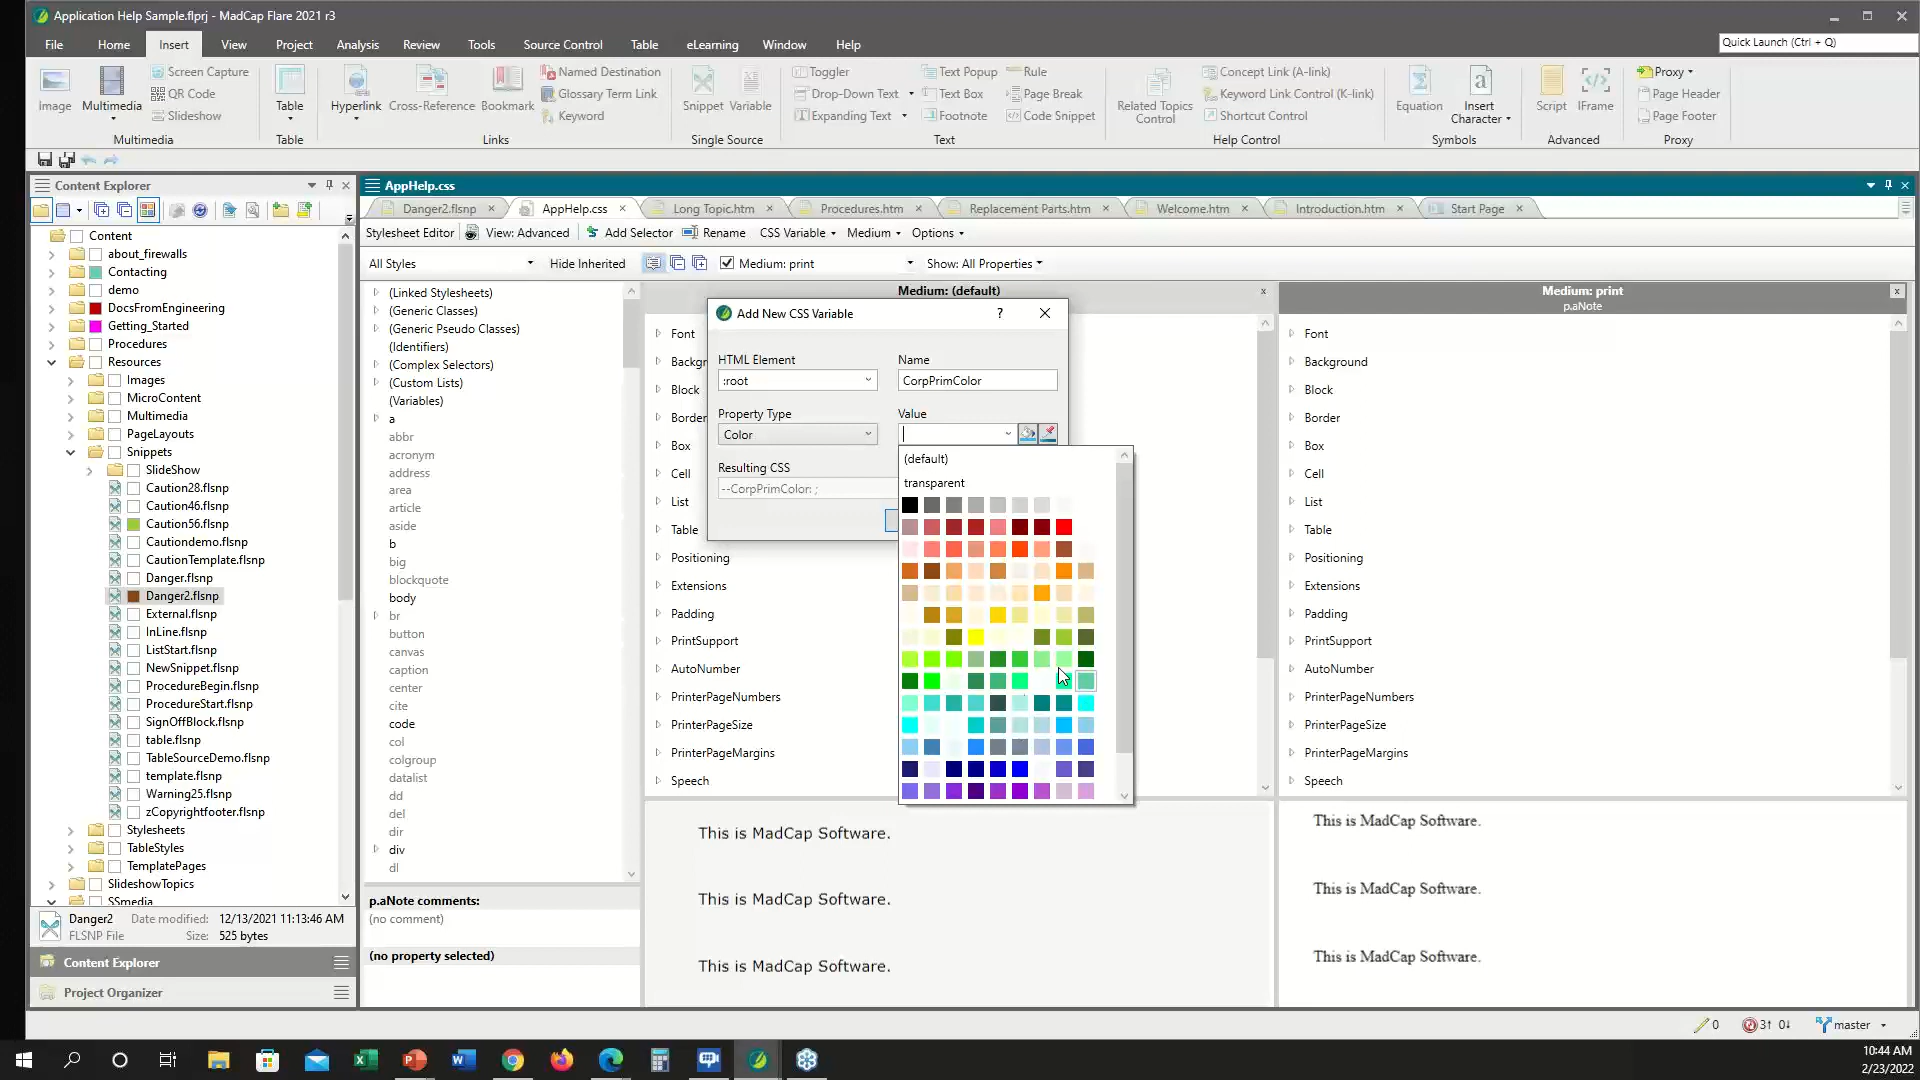 Application Help Sample.flprj - MadCap Flare 2021 r3
File Home Insert View Project Analysis Review Tools Source Control Table eLearning Window Help
Quick Launch (Ctrl + Q)
Image
Multimedia
Screen Capture
QR Code
Slideshow
Multimedia
Table
Table
Hyperlink
Cross-Reference
Bookmark
Named Destination
Glossary Term Link
Keyword
Links
Snippet
Variable
Single Source
Toggler
Drop-Down Text
Expanding Text
Text Popup
Text Box
Footnote
Rule
Page Break
Code Snippet
Text
Related Topics
Control
Concept Link (A-link)
Keyword Link Control (K-link)
Shortcut Control
Help Control
Equation
Insert
Character
Symbols
Script
IFrame
Advanced
Proxy
Page Header
Page Footer
Proxy
Content Explorer
Content
about_firewalls
Contacting
demo
DocsFromEngineering
Getting_Started
Procedures
Resources
Images
MicroContent
Multimedia
PageLayouts
Snippets
SlideShow
Caution28.flsnp
Caution46.flsnp
Caution56.flsnp
Cautiondemo.flsnp
CautionTemplate.flsnp
Danger.flsnp
Danger2.flsnp
External.flsnp
InLine.flsnp
ListStart.flsnp
NewSnippet.flsnp
ProcedureBegin.flsnp
ProcedureStart.flsnp
SignOffBlock.flsnp
table.flsnp
TableSourceDemo.flsnp
template.flsnp
Warning25.flsnp
zCopyrightfooter.flsnp
Stylesheets
TableStyles
TemplatePages
SlideshowTopics
SSmedia
Danger2 Date modified: 12/13/2021 11:13:46 AM
FLSNP File Size: 525 bytes
Content Explorer
Project Organizer
AppHelp.css
Danger2.flsnp AppHelp.css Long Topic.htm Procedures.htm Replacement Parts.htm Welcome.htm Introduction.htm Start Page
Stylesheet Editor View: Advanced Add Selector Rename CSS Variable Medium Options
All Styles Hide Inherited Medium: print Show: All Properties
(Linked Stylesheets)
(Generic Classes)
(Generic Pseudo Classes)
(Identifiers)
(Complex Selectors)
(Custom Lists)
(Variables)
a
abbr
acronym
address
area
article
aside
b
big
blockquote
body
br
button
canvas
caption
center
cite
code
col
colgroup
datalist
dd
del
dir
div
dl
p.aNote comments:
(no comment)
(no property selected)
Medium: (default)
Font
Backgr
Block
Border
Box
Cell
List
Table
Positioning
Extensions
Padding
PrintSupport
AutoNumber
PrinterPageNumbers
PrinterPageSize
PrinterPageMargins
Speech
This is MadCap Software.
This is MadCap Software.
This is MadCap Software.
Add New CSS Variable
?
HTML Element
:root
Name
CorpPrimColor
Property Type
Color
Value
Resulting CSS
--CorpPrimColor: ;
(default)
transparent
Medium: print
p.aNote
Font
Background
Block
Border
Box
Cell
List
Table
Positioning
Extensions
Padding
PrintSupport
AutoNumber
PrinterPageNumbers
PrinterPageSize
PrinterPageMargins
Speech
This is MadCap Software.
This is MadCap Software.
This is MadCap Software.
0 3↑ 0↓ master
10:44 AM
2/23/2022